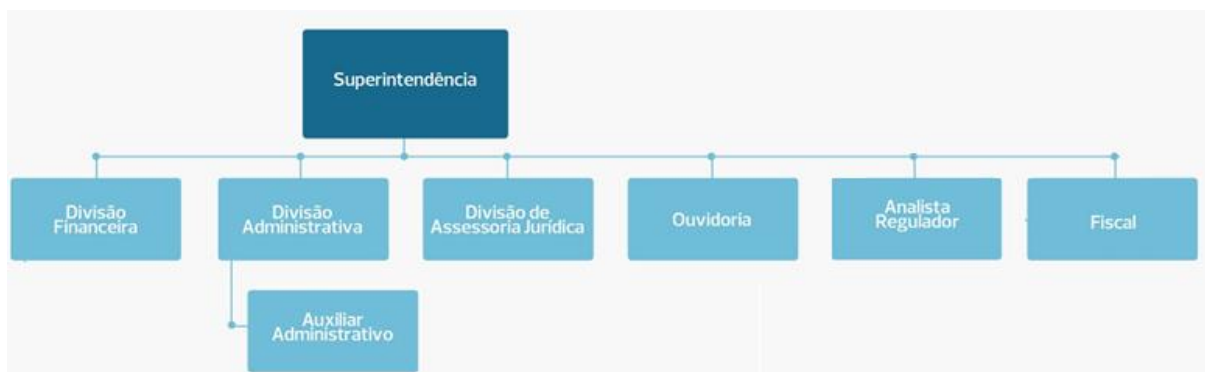 Superintendência
Divisão
Financeira
Divisão
Administrativa
Divisão de
Assessoria Jurídica
Ouvidoria
Analista
Regulador
Fiscal
Auxiliar
Administrativo